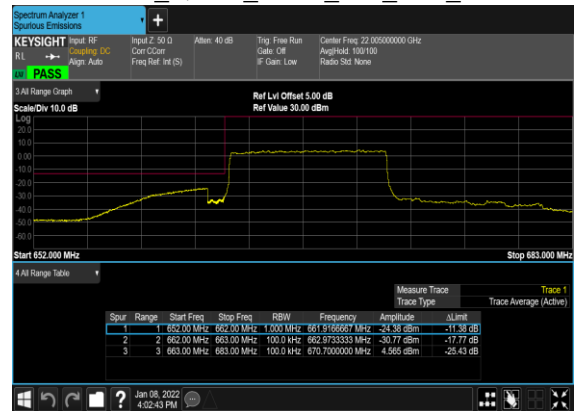 Spectrum Analyzer 1
Spurious Emissions
KEYSIGHT
Input: RF
Input Z: 50 Ω
Atten: 40 dB
Trig: Free Run
Center Freq: 22.005000000 GHz
RL
Coupling: DC
Corr CCorr
Gate: Off
Avg|Hold: 100/100
Align: Auto
Freq Ref: Int (S)
IF Gain: Low
Radio Std: None
PASS
3 All Range Graph
Ref Lvl Offset 5.00 dB
Scale/Div 10.0 dB
Ref Value 30.00 dBm
Log
20.0
10.0
0.00
-10.0
-20.0
-30.0
-40.0
-50.0
-60.0
Start 652.000 MHz
Stop 683.000 MHz
4 All Range Table
Measure Trace Trace 1
Trace Type Trace Average (Active)
Spur Range Start Freq Stop Freq RBW Frequency Amplitude ΔLimit
1 1 652.00 MHz 662.00 MHz 1.000 MHz 661.9166667 MHz -24.38 dBm -11.38 dB
2 2 662.00 MHz 663.00 MHz 100.0 kHz 662.9733333 MHz -30.77 dBm -17.77 dB
3 3 663.00 MHz 683.00 MHz 100.0 kHz 670.7000000 MHz 4.565 dBm -25.43 dB
Jan 08, 2022
4:02:43 PM